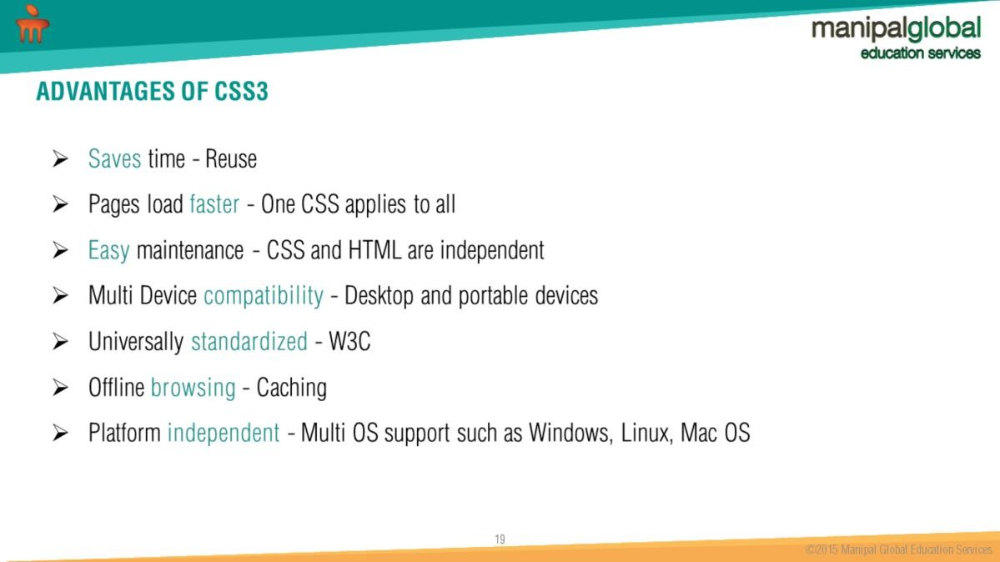 manipalglobal
education services
ADVANTAGES OF CSS3
➢ Saves time - Reuse
➢ Pages load faster - One CSS applies to all
➢ Easy maintenance - CSS and HTML are independent
➢ Multi Device compatibility - Desktop and portable devices
➢ Universally standardized - W3C
➢ Offline browsing - Caching
➢ Platform independent - Multi OS support such as Windows, Linux, Mac OS
19
©2015 Manipal Global Education Services